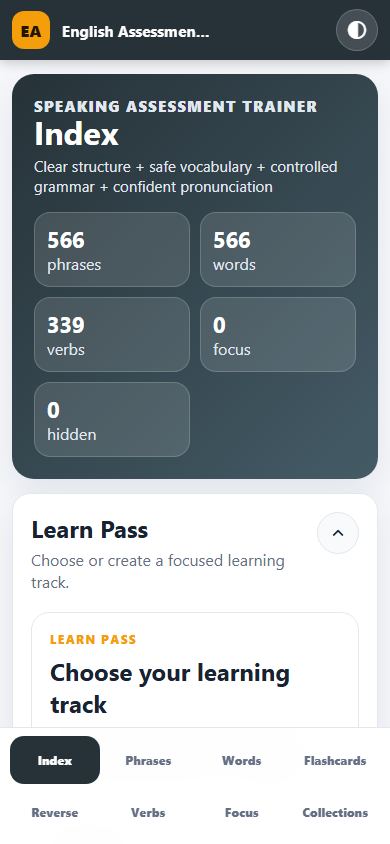 EA
English Assessmen...
SPEAKING ASSESSMENT TRAINER
Index
Clear structure + safe vocabulary + controlled
grammar + confident pronunciation
566
phrases
566
words
339
verbs
0
focus
0
hidden
Learn Pass
Choose or create a focused learning
track.
LEARN PASS
Choose your learning
track
Index
Phrases
Words
Flashcards
Reverse
Verbs
Focus
Collections